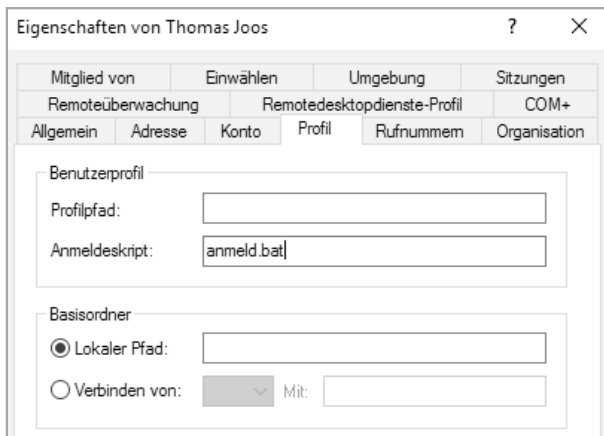 Eigenschaften von Thomas Joos ? ×
Mitglied von Einwählen Umgebung Sitzungen
Remoteüberwachung Remotedesktopdienste-Profil COM+
Allgemein Adresse Konto Profil Rufnummern Organisation
Benutzerprofil
Profilpfad:
Anmeldeskript: anmeld.bat
Basisordner
Lokaler Pfad:
Verbinden von: Mit: